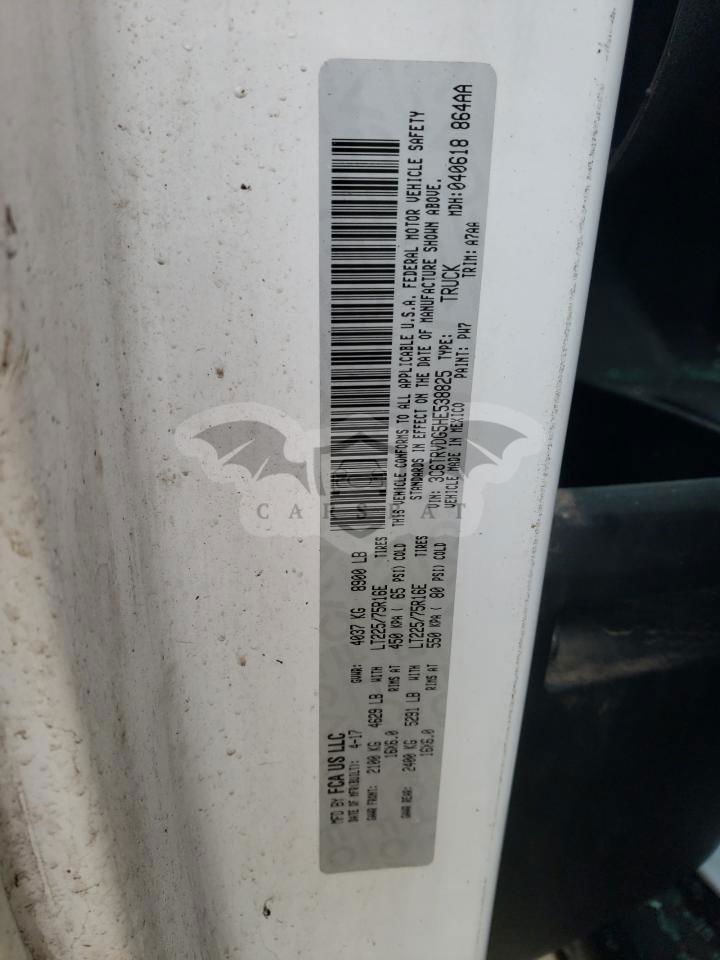 MFD BY FCA US LLC
DATE OF MFR(BUILT): 4-17 GVWR: 4037 KG 8900 LB
GAWR FRONT: 2100 KG 4629 LB WITH LT225/75R16E TIRES
16X6.0 RIMS AT 450 KPA ( 65 PSI) COLD
GAWR REAR: 2400 KG 5291 LB WITH LT225/75R16E TIRES
16X6.0 RIMS AT 550 KPA ( 80 PSI) COLD
THIS VEHICLE CONFORMS TO ALL APPLICABLE U.S.A. FEDERAL MOTOR VEHICLE SAFETY
STANDARDS IN EFFECT ON THE DATE OF MANUFACTURE SHOWN ABOVE.
VIN: 3C6TRVDG5HE538825 TYPE: TRUCK MDH:040618 864AA
VEHICLE MADE IN MEXICO PAINT: PW7 TRIM: A7AA